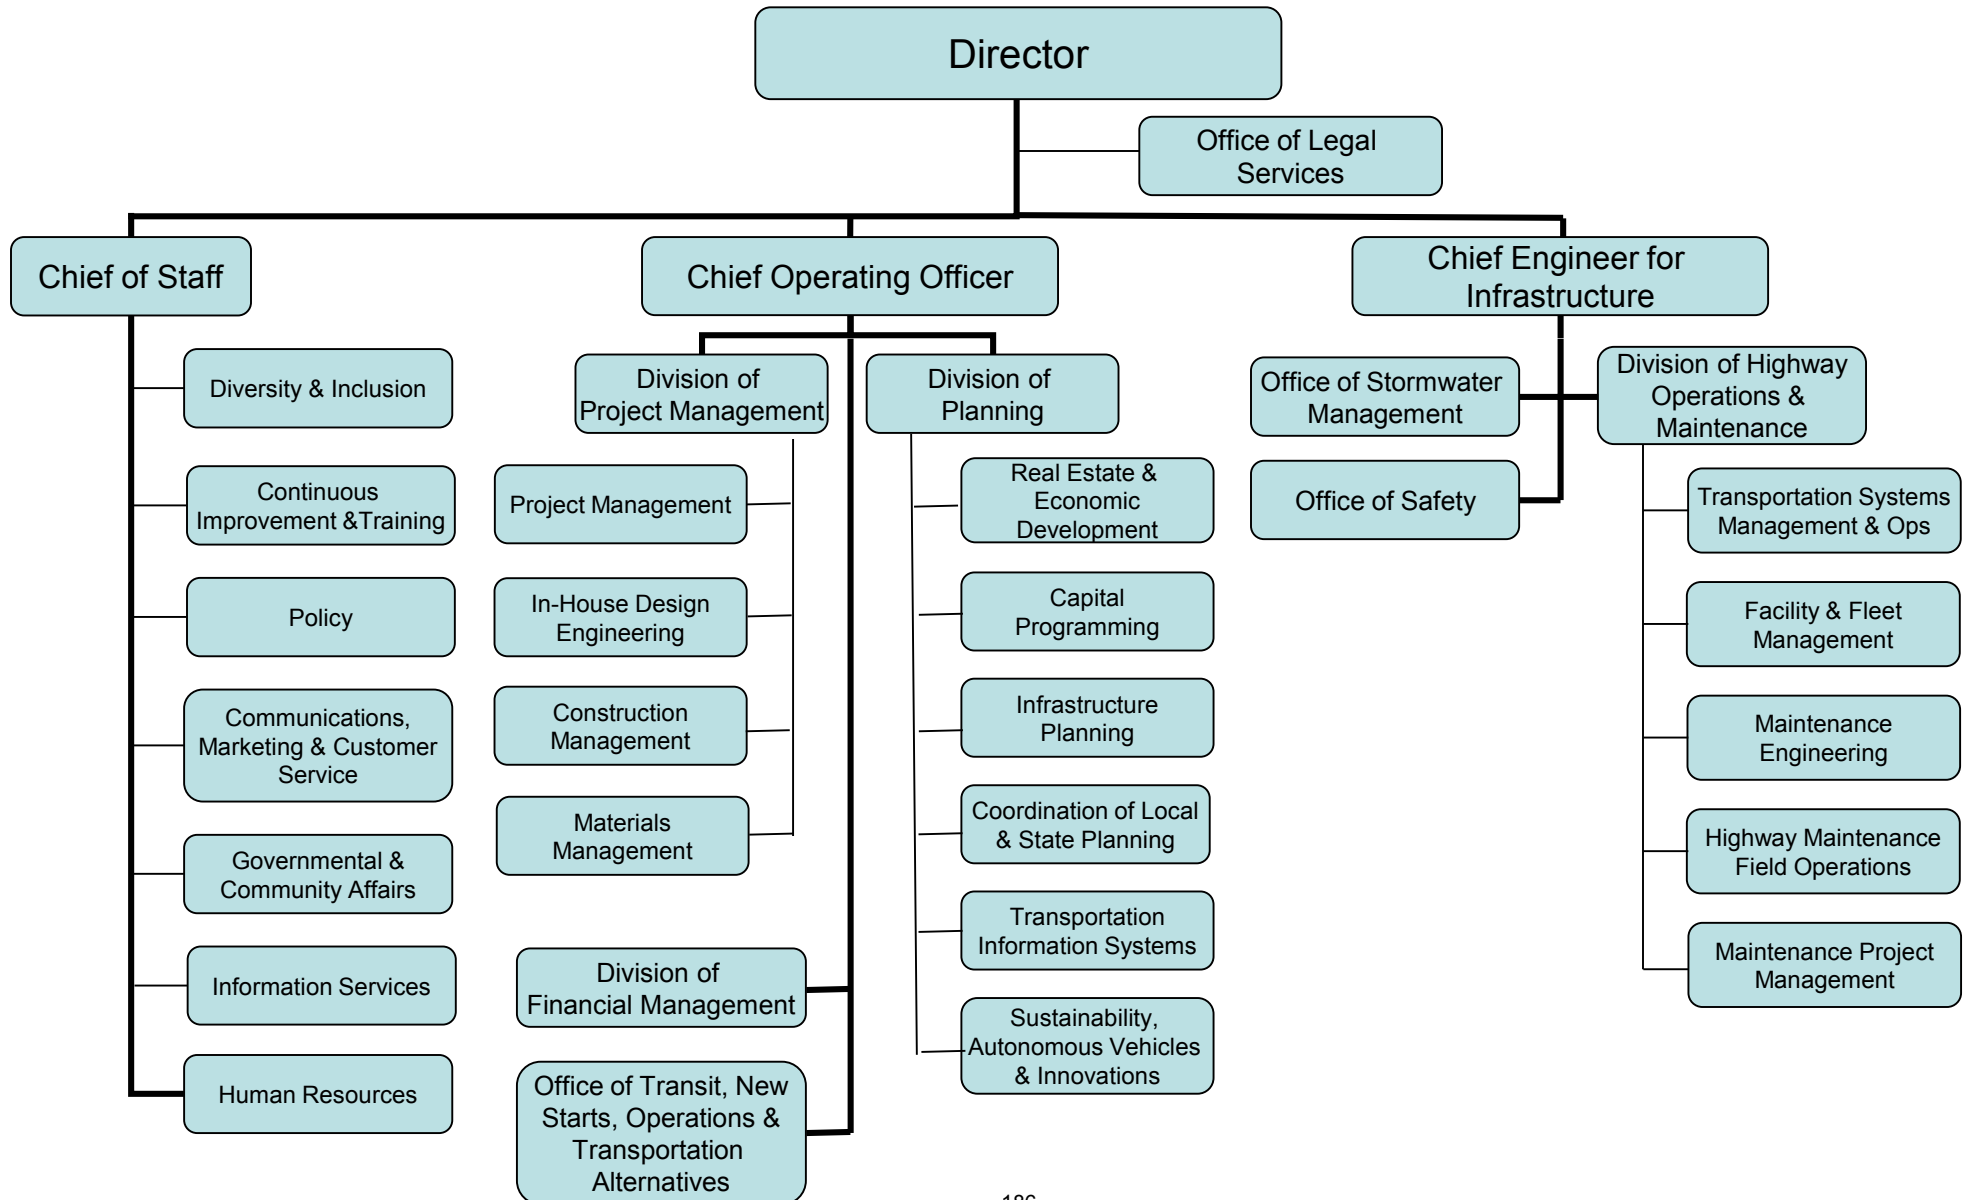 Director
Office of Legal
Services
Chief of Staff
Chief Operating Officer
Chief Engineer for
Infrastructure
Diversity & Inclusion
Continuous
Improvement &Training
Policy
Communications,
Marketing & Customer
Service
Governmental &
Community Affairs
Information Services
Human Resources
Division of
Project Management
Project Management
In-House Design
Engineering
Construction
Management
Materials
Management
Division of
Financial Management
Office of Transit, New
Starts, Operations &
Transportation
Alternatives
Division of
Planning
Real Estate &
Economic
Development
Capital
Programming
Infrastructure
Planning
Coordination of Local
& State Planning
Transportation
Information Systems
Sustainability,
Autonomous Vehicles
& Innovations
Office of Stormwater
Management
Office of Safety
Division of Highway
Operations &
Maintenance
Transportation Systems
Management & Ops
Facility & Fleet
Management
Maintenance
Engineering
Highway Maintenance
Field Operations
Maintenance Project
Management
186